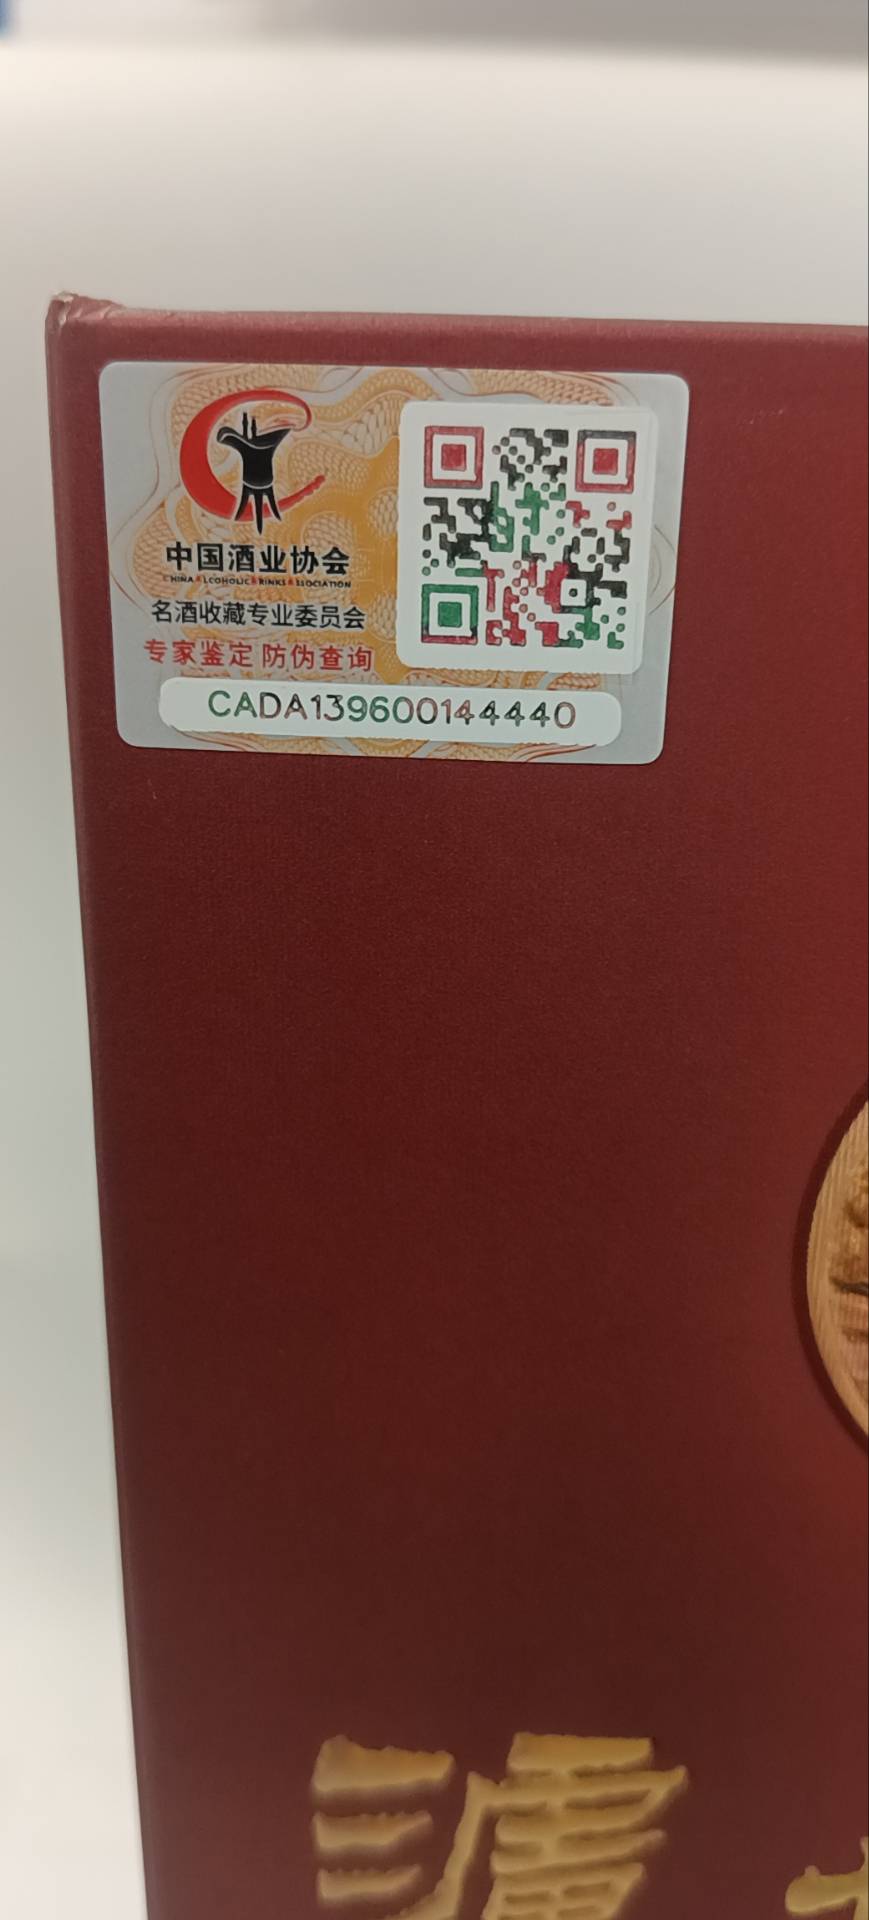 中国酒业协会
CHINA ALCOHOLIC DRINKS ASSOCIATION
名酒收藏专业委员会
专家鉴定 防伪查询
CADA139600144440
瀘